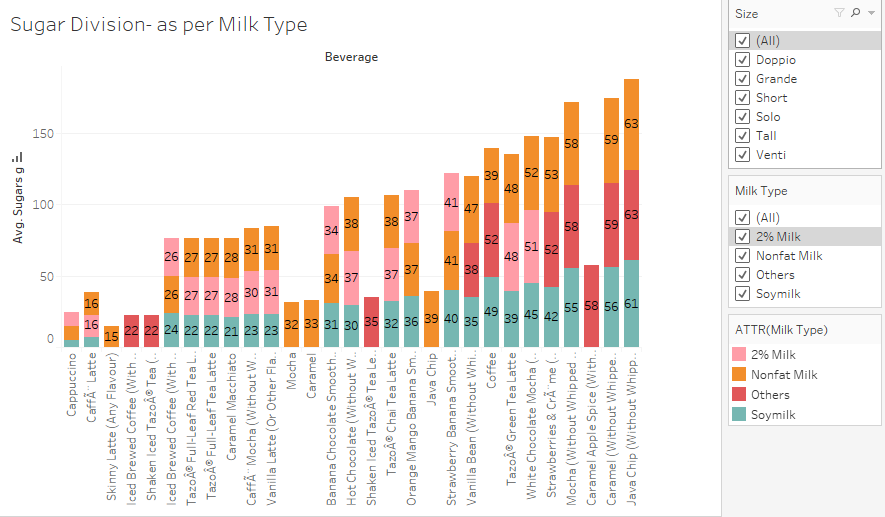 Sugar Division- as per Milk Type
Beverage
Avg. Sugars g
150
100
50
0
16
16
15
22
22
26
26
24
27
27
22
27
27
22
28
28
21
31
30
23
31
31
23
32
33
34
34
31
38
37
30
35
38
37
32
37
37
36
39
41
41
40
47
38
35
39
52
49
48
48
39
52
51
45
53
52
42
58
58
55
58
59
59
56
63
63
61
Cappuccino
CaffÃ¨ Latte
Skinny Latte (Any Flavour)
Iced Brewed Coffee (With ..
Shaken Iced TazoÂ® Tea (..
Iced Brewed Coffee (With ..
TazoÂ® Full-Leaf Red Tea L..
TazoÂ® Full-Leaf Tea Latte
Caramel Macchiato
CaffÃ¨ Mocha (Without W..
Vanilla Latte (Or Other Fla..
Mocha
Caramel
Banana Chocolate Smooth..
Hot Chocolate (Without W..
Shaken Iced TazoÂ® Tea Le..
TazoÂ® Chai Tea Latte
Orange Mango Banana Sm..
Java Chip
Strawberry Banana Smoot..
Vanilla Bean (Without Whi..
Coffee
TazoÂ® Green Tea Latte
White Chocolate Mocha (..
Strawberries & CrÃ¨me (..
Mocha (Without Whipped ..
Caramel Apple Spice (With..
Caramel (Without Whippe..
Java Chip (Without Whipp..
Size
(All)
Doppio
Grande
Short
Solo
Tall
Venti
Milk Type
(All)
2% Milk
Nonfat Milk
Others
Soymilk
ATTR(Milk Type)
2% Milk
Nonfat Milk
Others
Soymilk